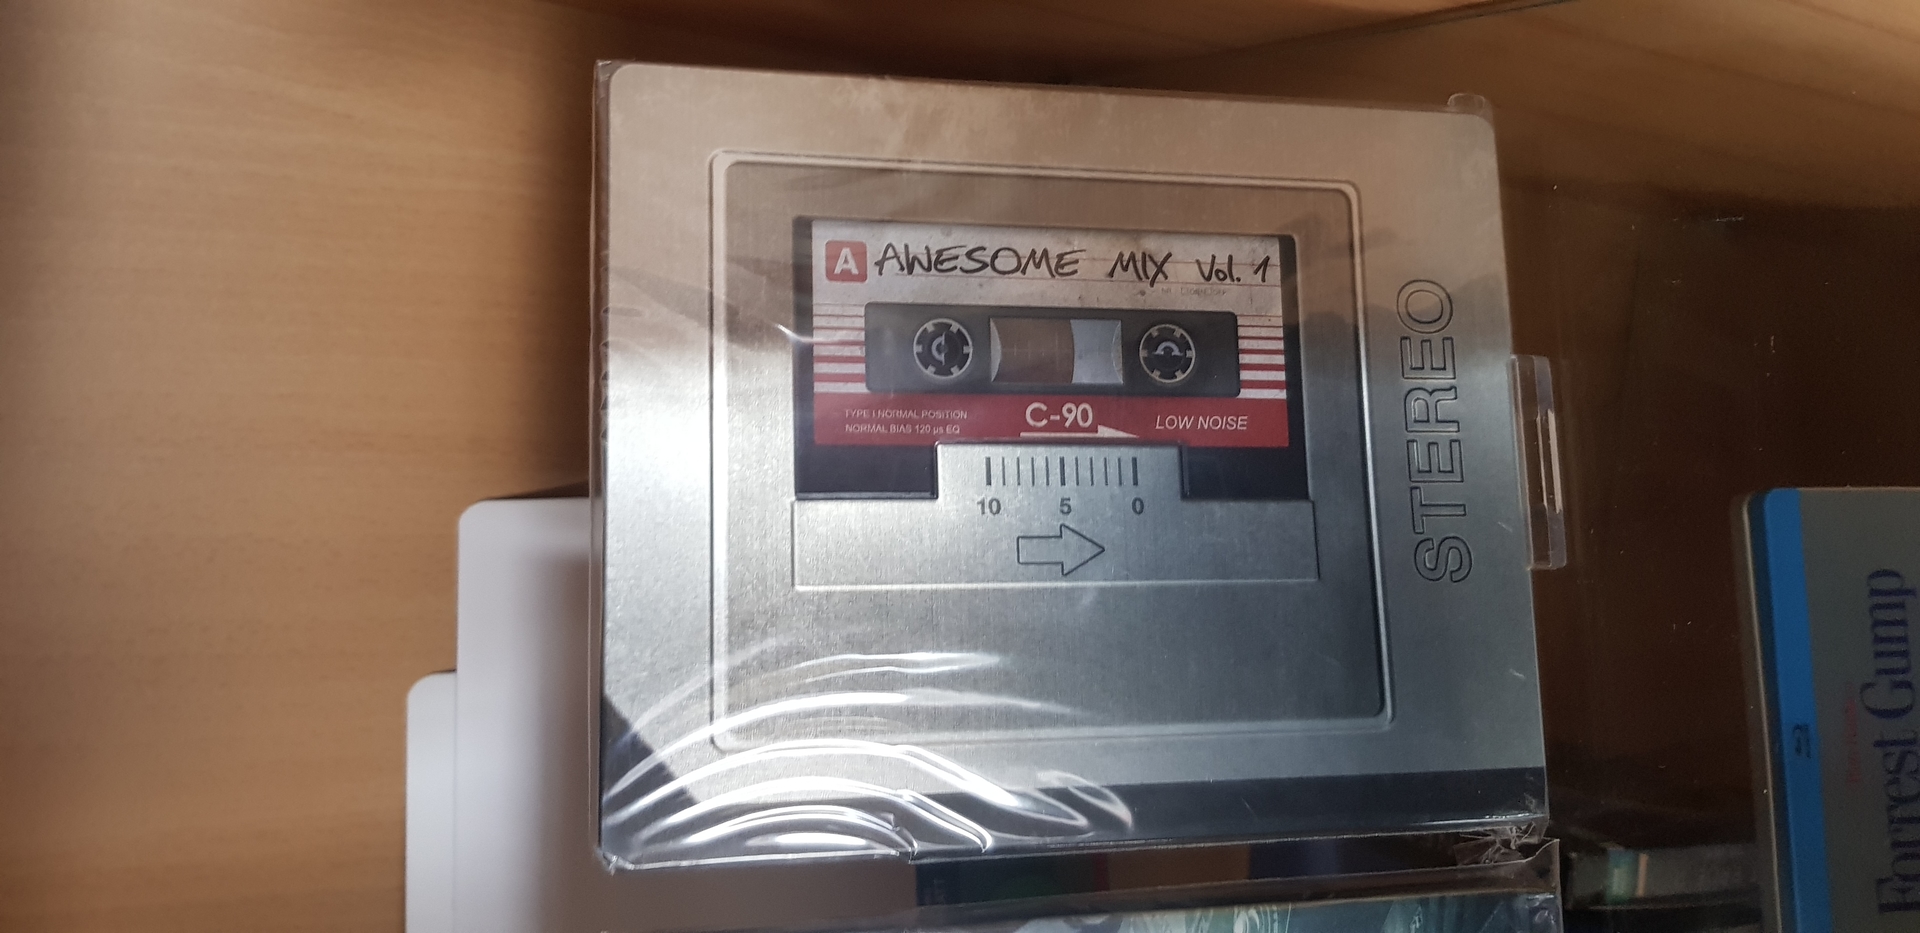 A AWESOME MIX Vol. 1
TYPE I NORMAL POSITION
NORMAL BIAS 120 µs EQ
C-90
LOW NOISE
10 5 0
STEREO
Forrest Gump